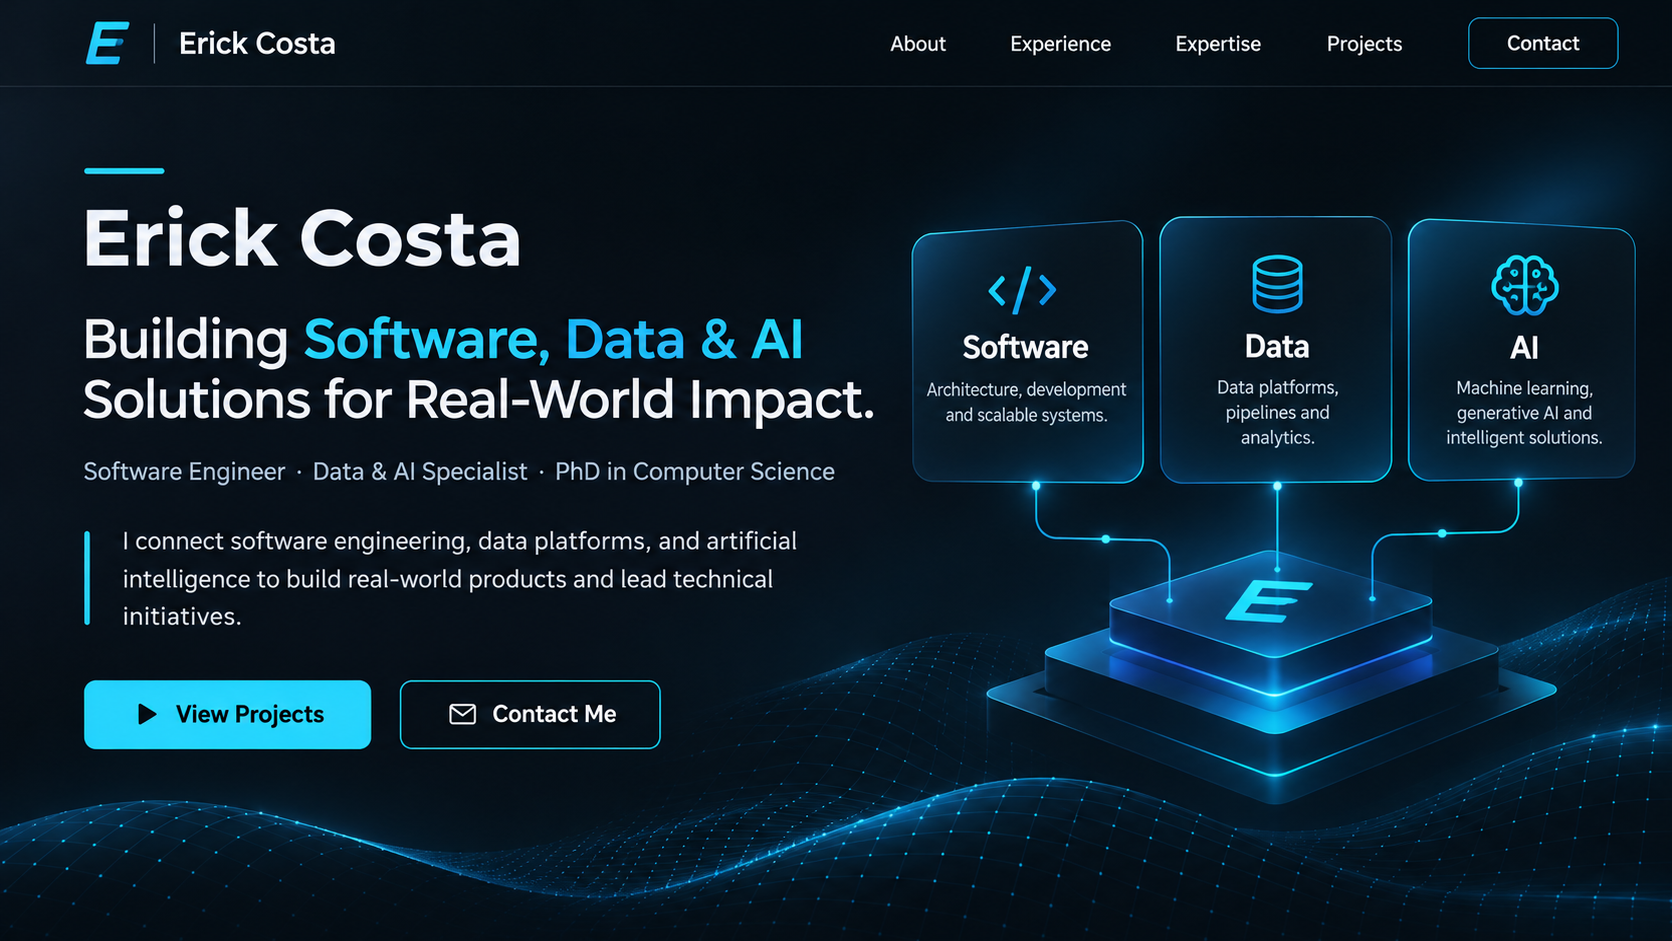 E
Erick Costa
About
Experience
Expertise
Projects
Contact
Erick Costa
Building Software, Data & AI
Solutions for Real-World Impact.
Software Engineer · Data & AI Specialist · PhD in Computer Science
I connect software engineering, data platforms, and artificial
intelligence to build real-world products and lead technical
initiatives.
View Projects
Contact Me
</>
Software
Architecture, development
and scalable systems.
Data
Data platforms,
pipelines and
analytics.
AI
Machine learning,
generative AI and
intelligent solutions.
E